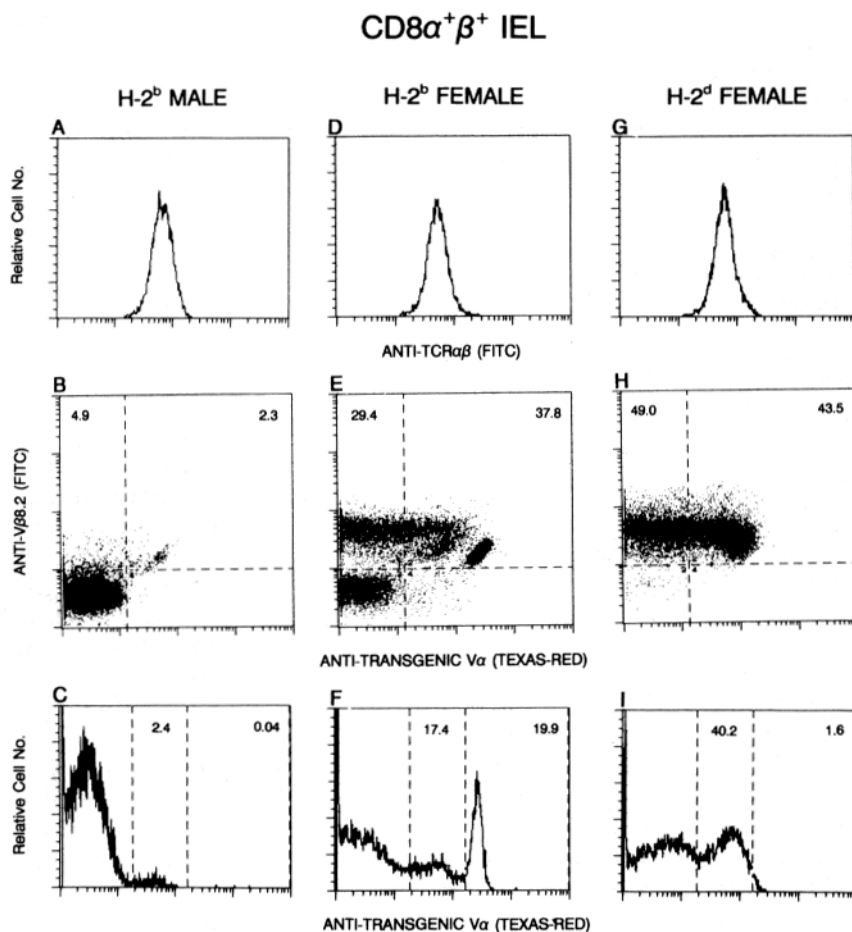 CD8α⁺β⁺ IEL
H-2ᵇ MALE
H-2ᵇ FEMALE
H-2ᵈ FEMALE
A
D
G
Relative Cell No.
ANTI-TCRαβ (FITC)
B
E
H
4.9
2.3
29.4
37.8
49.0
43.5
ANTI-Vβ8.2 (FITC)
ANTI-TRANSGENIC Vα (TEXAS-RED)
C
F
I
2.4
0.04
17.4
19.9
40.2
1.6
Relative Cell No.
ANTI-TRANSGENIC Vα (TEXAS-RED)